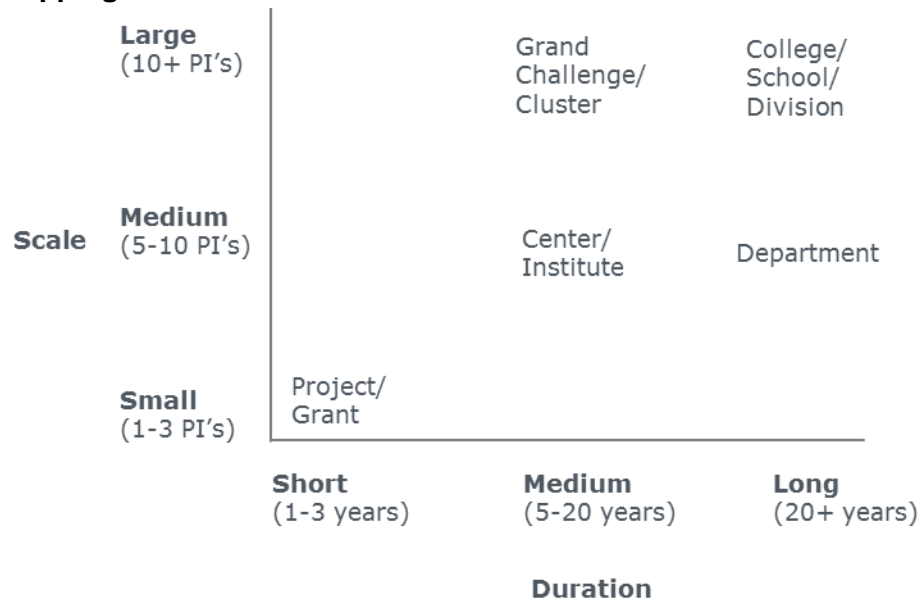 Large
(10+ PI’s)
Grand
Challenge/
Cluster
College/
School/
Division
Scale
Medium
(5-10 PI’s)
Center/
Institute
Department
Small
(1-3 PI’s)
Project/
Grant
Short
(1-3 years)
Medium
(5-20 years)
Long
(20+ years)
Duration